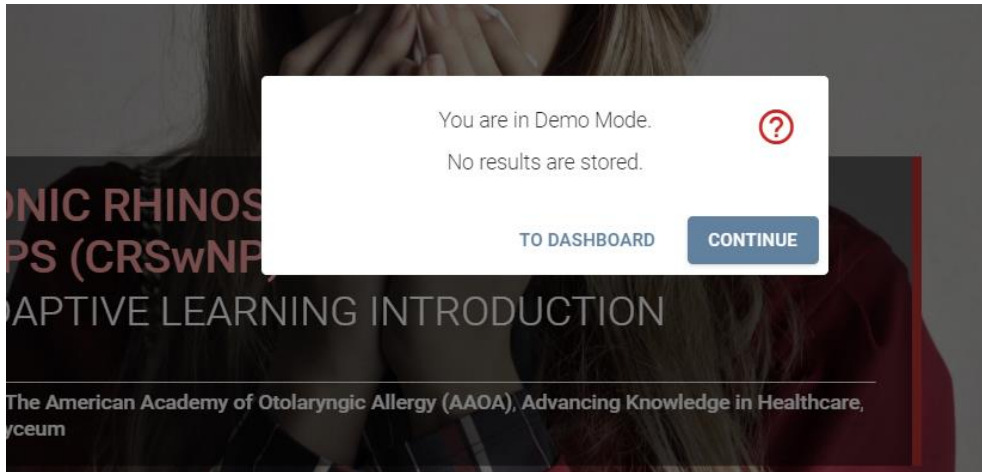 You are in Demo Mode.
No results are stored.
TO DASHBOARD CONTINUE
ONIC RHINOS
PS (CRSwNP)
DAPTIVE LEARNING INTRODUCTION
The American Academy of Otolaryngic Allergy (AAOA), Advancing Knowledge in Healthcare,
yceum